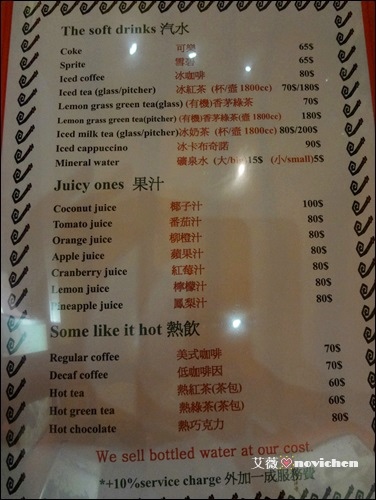 The soft drinks 汽水
Coke 可樂 65$
Sprite 雪碧 65$
Iced coffee 冰咖啡 80$
Iced tea (glass/pitcher) 冰紅茶 (杯/壺 1800cc) 70$/180$
Lemon grass green tea(glass) (有機)香茅綠茶 70$
Lemon grass green tea(pitcher) (有機)香茅綠茶(壺 1800cc) 180$
Iced milk tea (glass/pitcher)冰奶茶 (杯/壺 1800cc) 80$/200$
Iced cappuccino 冰卡布奇諾 90$
Mineral water 礦泉水 (大/big)15$ (小/small)5$
Juicy ones 果汁
Coconut juice 椰子汁 100$
Tomato juice 番茄汁 80$
Orange juice 柳橙汁 80$
Apple juice 蘋果汁 80$
Cranberry juice 紅莓汁 80$
Lemon juice 檸檬汁 80$
Pineapple juice 鳳梨汁 80$
Some like it hot 熱飲
Regular coffee 美式咖啡 70$
Decaf coffee 低咖啡因 70$
Hot tea 熱紅茶(茶包) 60$
Hot green tea 熱綠茶(茶包) 60$
Hot chocolate 熱巧克力 80$
We sell bottled water at our cost.
*+10%service charge 外加一成服務費
艾薇♡novichen